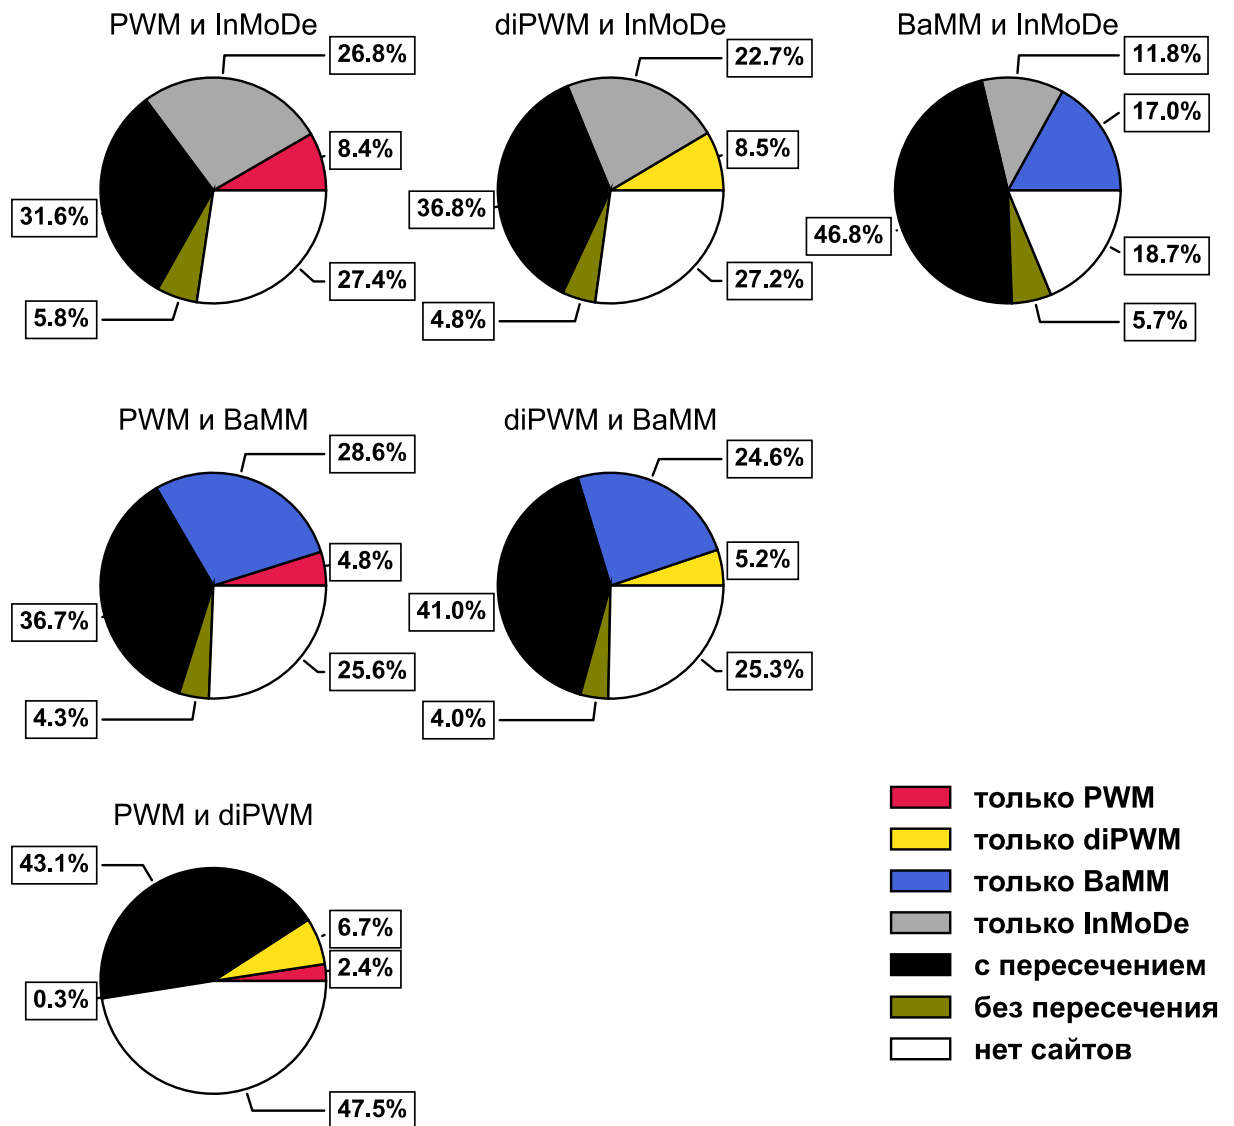 PWM и InMoDe
26.8%
8.4%
31.6%
27.4%
5.8%
diPWM и InMoDe
22.7%
8.5%
36.8%
27.2%
4.8%
BaMM и InMoDe
11.8%
17.0%
46.8%
18.7%
5.7%
PWM и BaMM
28.6%
4.8%
36.7%
25.6%
4.3%
diPWM и BaMM
24.6%
5.2%
41.0%
25.3%
4.0%
PWM и diPWM
43.1%
6.7%
2.4%
0.3%
47.5%
только PWM
только diPWM
только BaMM
только InMoDe
с пересечением
без пересечения
нет сайтов